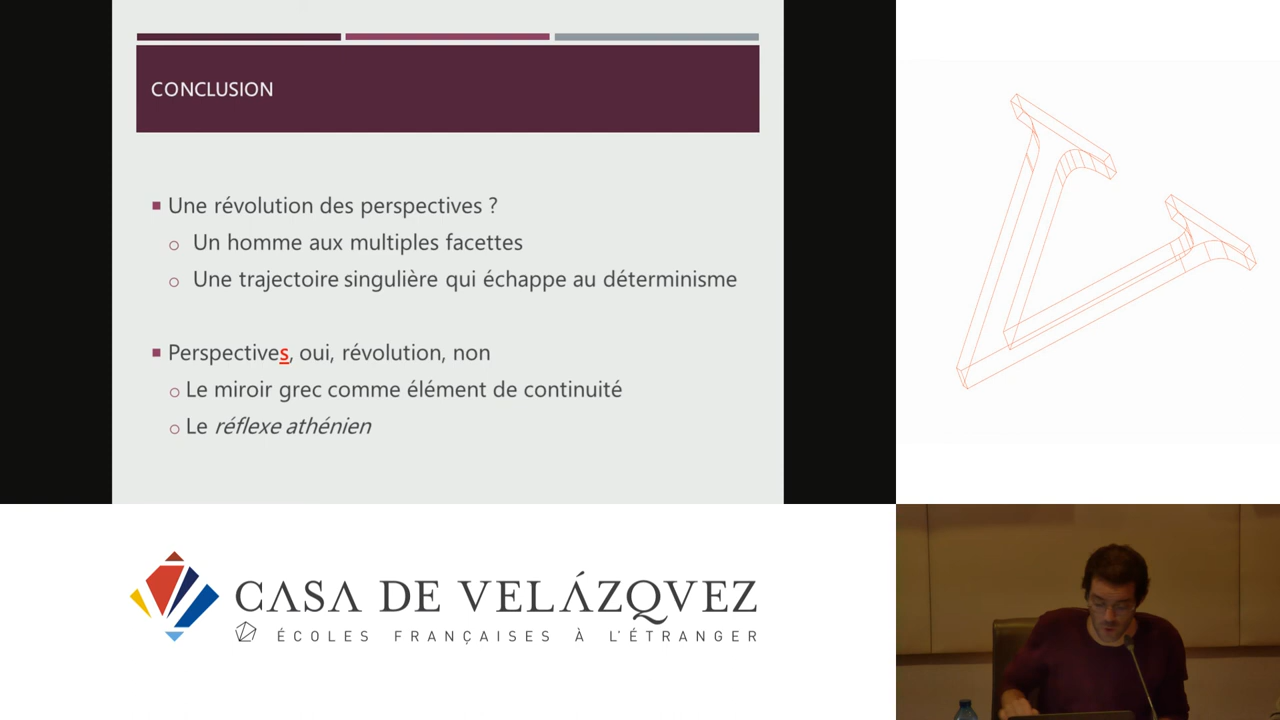 CONCLUSION
Une révolution des perspectives ?
Un homme aux multiples facettes
Une trajectoire singulière qui échappe au déterminisme
Perspectives, oui, révolution, non
Le miroir grec comme élément de continuité
Le réflexe athénien
CASA DE VELÁZQVEZ
ÉCOLES FRANÇAISES À L'ÉTRANGER